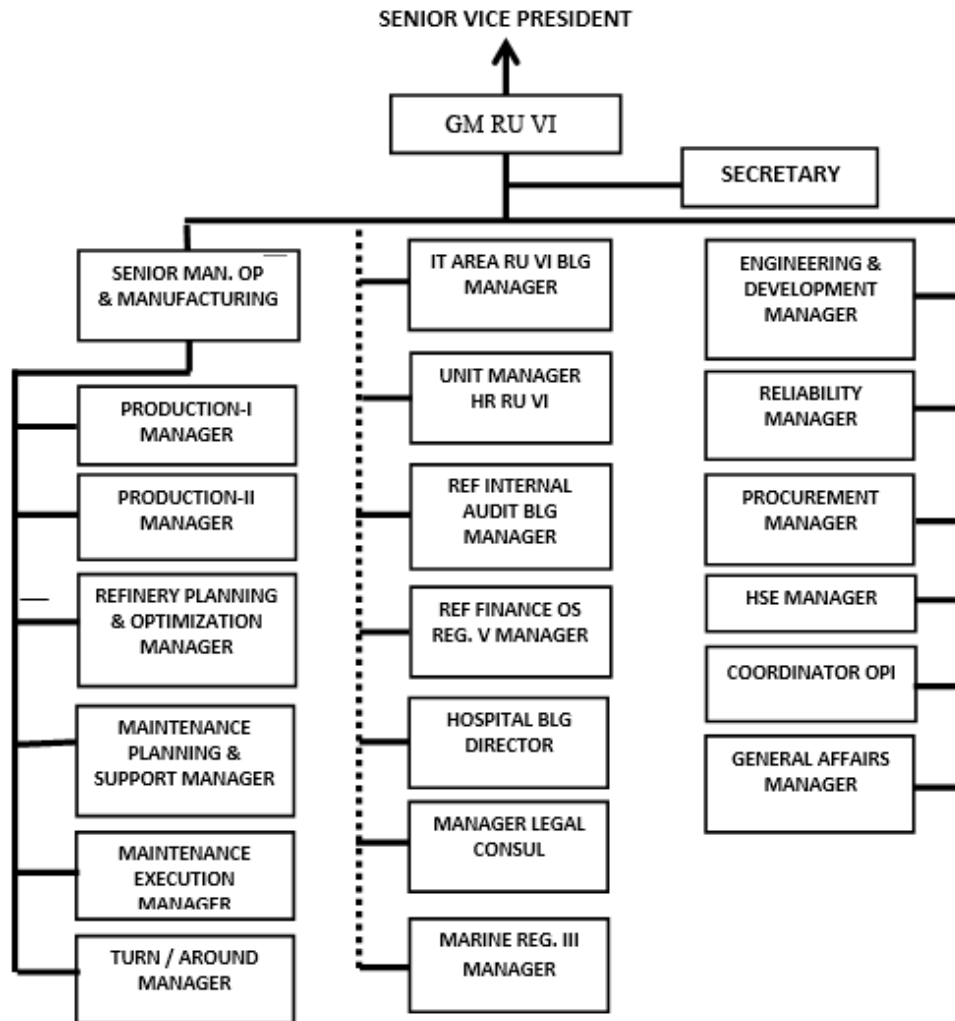 SENIOR VICE PRESIDENT
GM RU VI
SECRETARY
SENIOR MAN. OP
& MANUFACTURING
PRODUCTION-I
MANAGER
PRODUCTION-II
MANAGER
REFINERY PLANNING
& OPTIMIZATION
MANAGER
MAINTENANCE
PLANNING &
SUPPORT MANAGER
MAINTENANCE
EXECUTION
MANAGER
TURN / AROUND
MANAGER
IT AREA RU VI BLG
MANAGER
UNIT MANAGER
HR RU VI
REF INTERNAL
AUDIT BLG
MANAGER
REF FINANCE OS
REG. V MANAGER
HOSPITAL BLG
DIRECTOR
MANAGER LEGAL
CONSUL
MARINE REG. III
MANAGER
ENGINEERING &
DEVELOPMENT
MANAGER
RELIABILITY
MANAGER
PROCUREMENT
MANAGER
HSE MANAGER
COORDINATOR OPI
GENERAL AFFAIRS
MANAGER